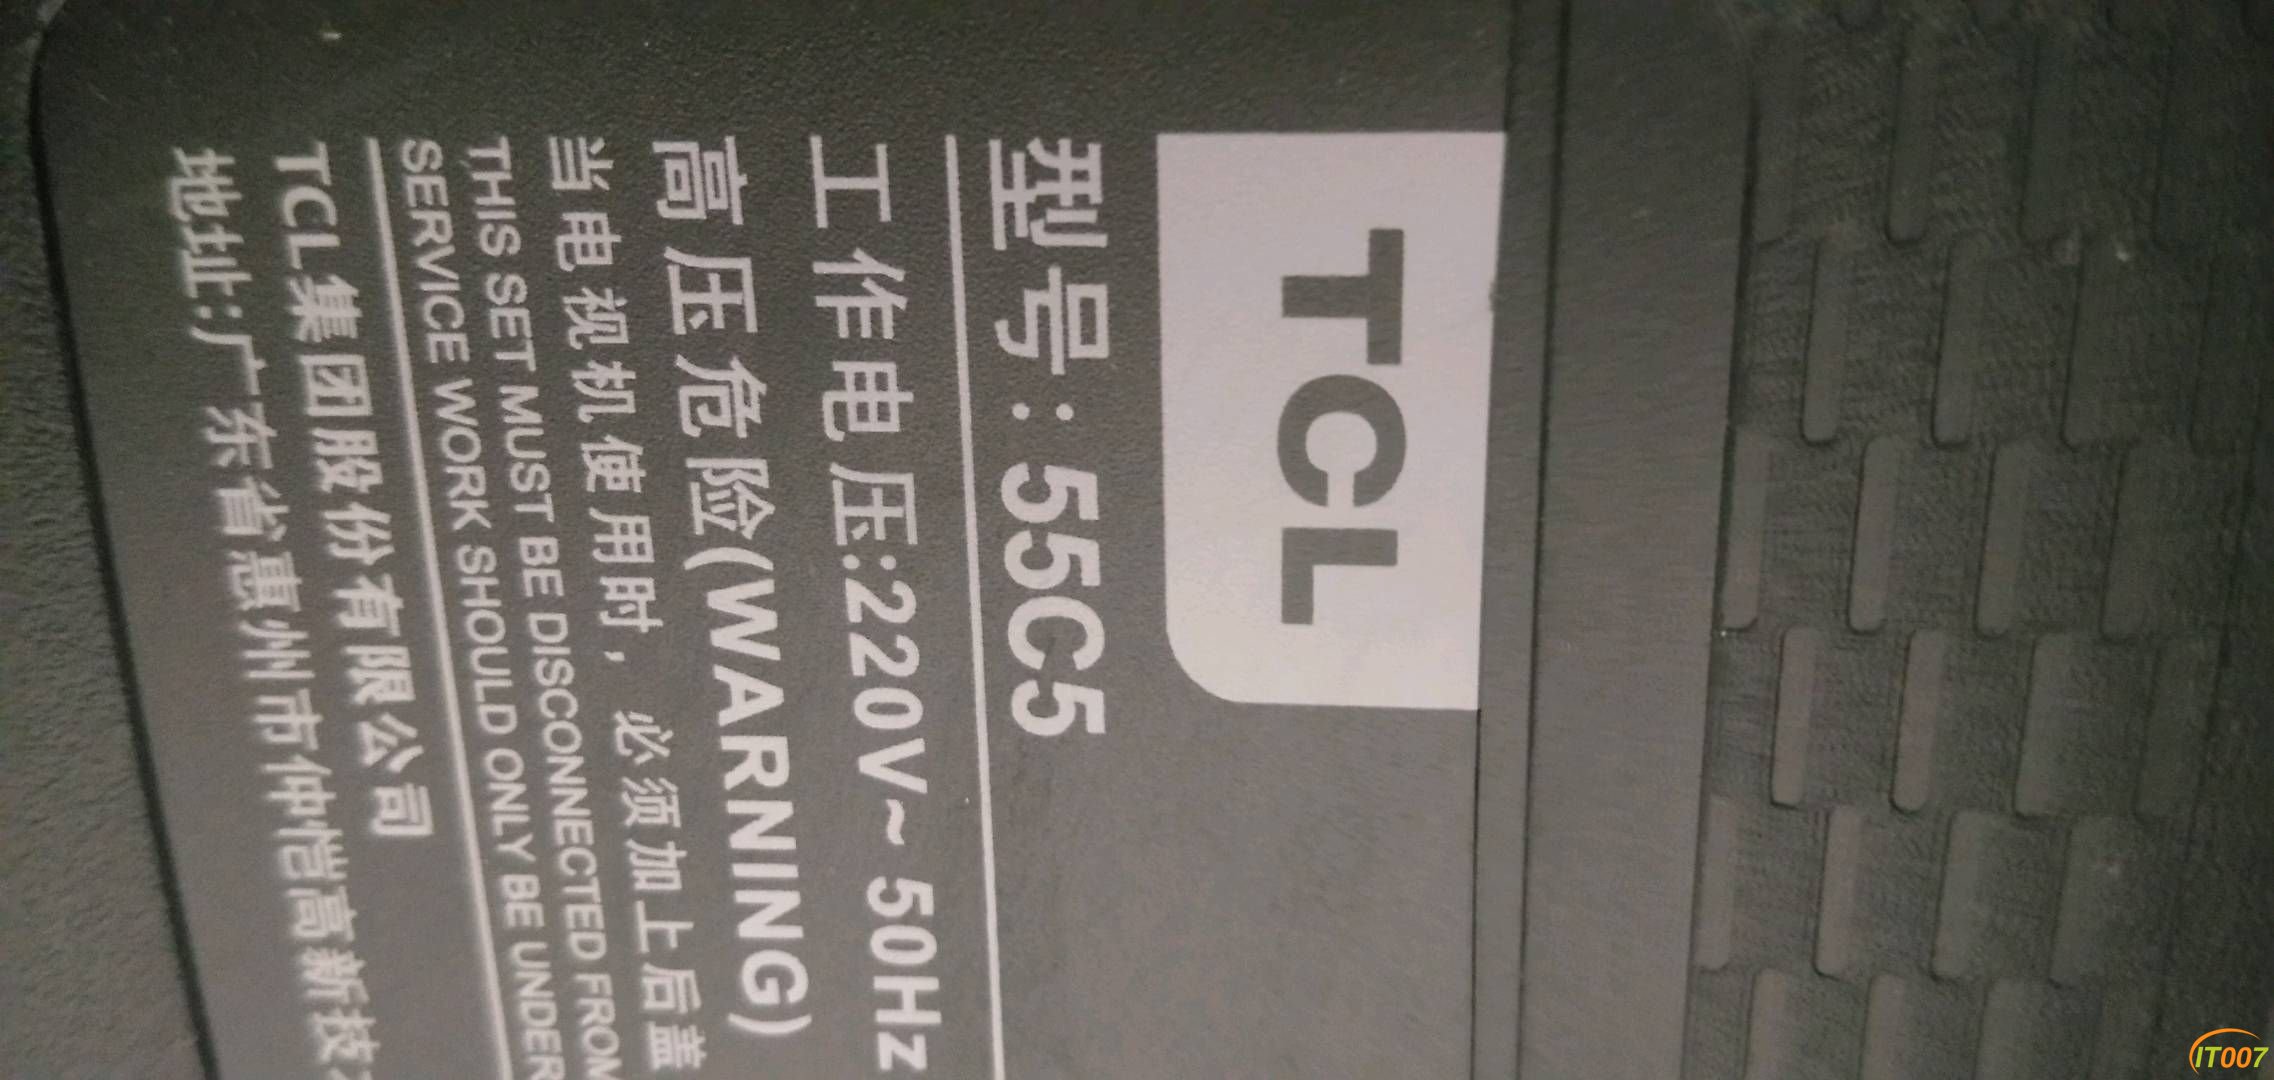 TCL
型号：55C5
工作电压:220V~ 50Hz
高压危险(WARNING)
当电视机使用时，必须加上后盖
THIS SET MUST BE DISCONNECTED FROM
SERVICE WORK SHOULD ONLY BE UNDER
TCL集团股份有限公司
地址:广东省惠州市仲恺高新技
IT007